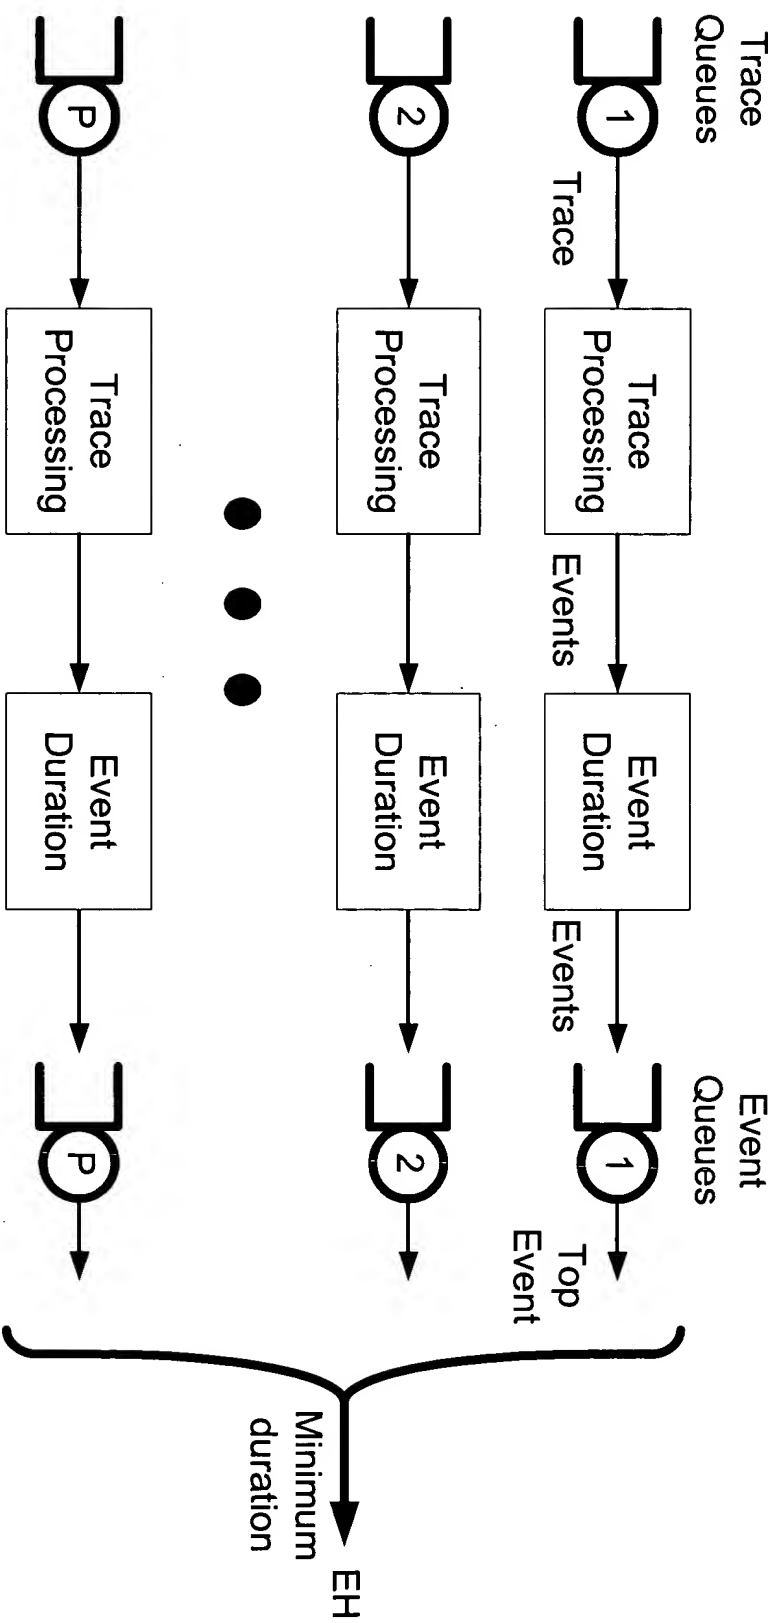 Trace
Queues
Event
Queues
1
Trace
Trace
Processing
Events
Event
Duration
Events
1
Top
Event
2
Trace
Processing
Event
Duration
2
P
Trace
Processing
Event
Duration
P
Minimum
duration
EH